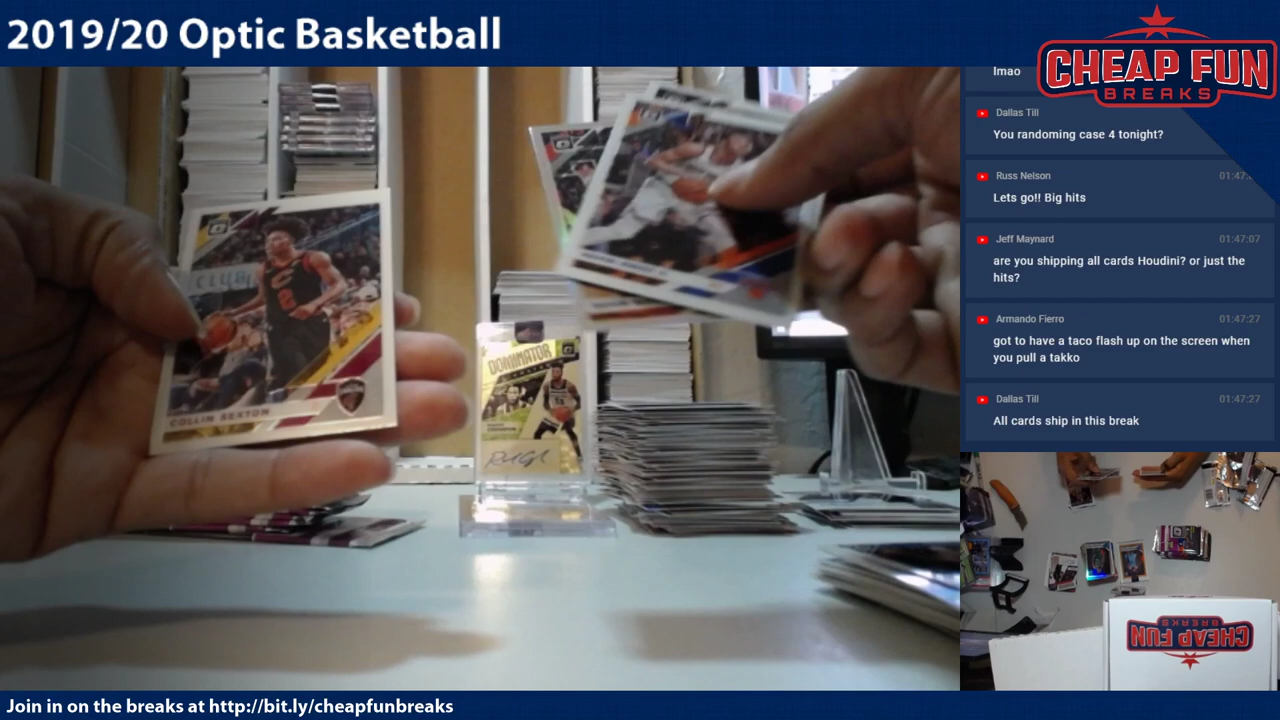 2019/20 Optic Basketball
CHEAP FUN
BREAKS
lmao
Dallas Till
You randoming case 4 tonight?
Russ Nelson
Lets go!! Big hits
Jeff Maynard 01:47:07
are you shipping all cards Houdini? or just the
hits?
Armando Fierro 01:47:27
got to have a taco flash up on the screen when
you pull a takko
Dallas Till 01:47:27
All cards ship in this break
CLUB
COLLIN SEXTON
DOMINATOR
CHEAP FUN
BREAKS
Join in on the breaks at http://bit.ly/cheapfunbreaks